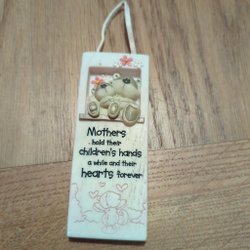 Mothers
hold their
children's hands
a while and their
hearts forever